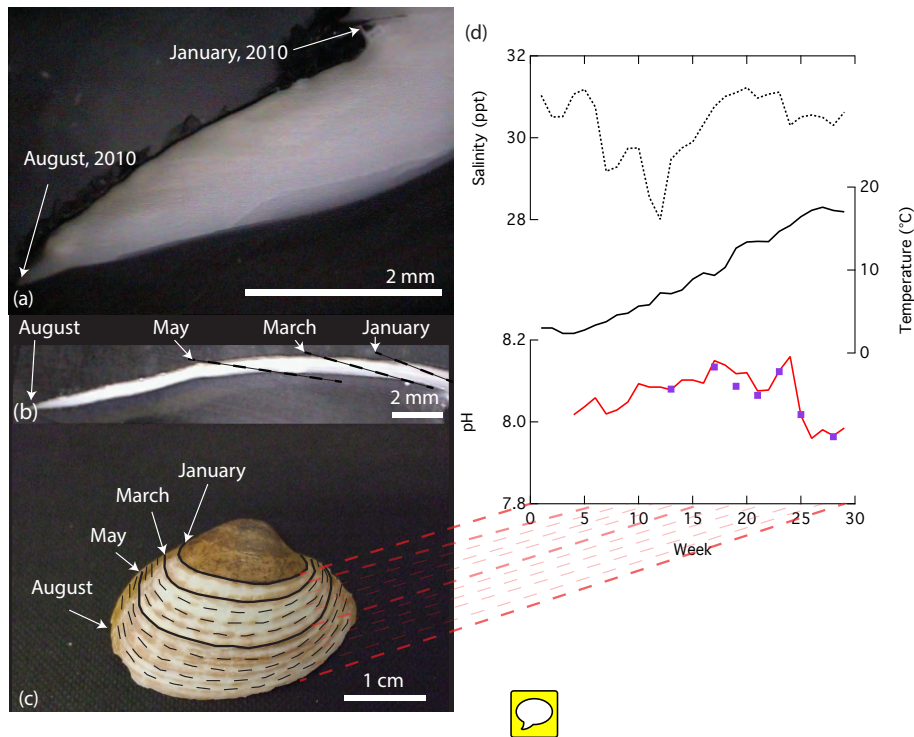 January, 2010
August, 2010
2 mm
(a)
August
May
March
January
2 mm
(b)
January
March
May
August
1 cm
(c)
(d)
32
30
28
Salinity (ppt)
20
10
0
Temperature (°C)
8.2
8.0
7.8
pH
0
5
10
15
20
25
30
Week